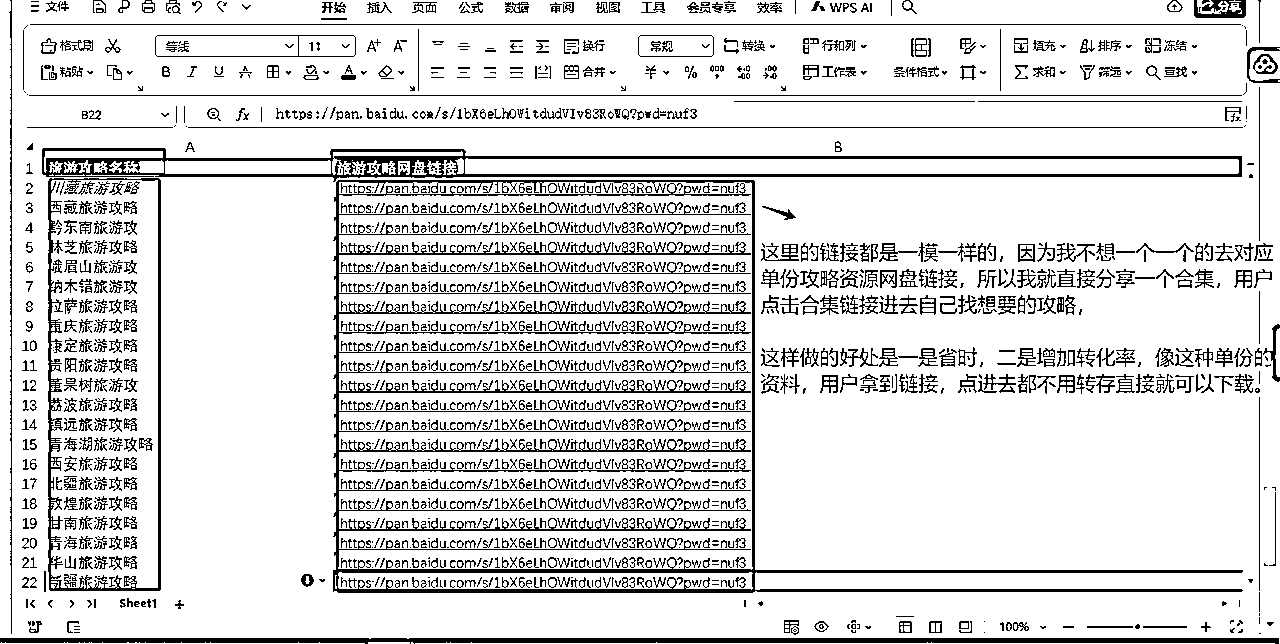 三 文件 开始 插入 页面 公式 数据 审阅 视图 工具 会员专享 效率 WPS AI 分享
格式刷 等线 11 A+ A- 换行 常规 转换 行和列 填充 排序 冻结
粘贴 B I U A 合并 ¥ % 工作表 条件格式 求和 筛选 查找
B22 fx https://pan.baidu.com/s/1bX6eLhOWitdudVIv83RoWQ?pwd=nuf3
A B
1 旅游攻略名称 旅游攻略网盘链接
2 川藏旅游攻略 https://pan.baidu.com/s/1bX6eLhOWitdudVIv83RoWQ?pwd=nuf3
3 西藏旅游攻略 https://pan.baidu.com/s/1bX6eLhOWitdudVIv83RoWQ?pwd=nuf3
4 黔东南旅游攻 https://pan.baidu.com/s/1bX6eLhOWitdudVIv83RoWQ?pwd=nuf3
5 林芝旅游攻略 https://pan.baidu.com/s/1bX6eLhOWitdudVIv83RoWQ?pwd=nuf3
6 峨眉山旅游攻 https://pan.baidu.com/s/1bX6eLhOWitdudVIv83RoWQ?pwd=nuf3
7 纳木错旅游攻 https://pan.baidu.com/s/1bX6eLhOWitdudVIv83RoWQ?pwd=nuf3
8 拉萨旅游攻略 https://pan.baidu.com/s/1bX6eLhOWitdudVIv83RoWQ?pwd=nuf3
9 重庆旅游攻略 https://pan.baidu.com/s/1bX6eLhOWitdudVIv83RoWQ?pwd=nuf3
10 康定旅游攻略 https://pan.baidu.com/s/1bX6eLhOWitdudVIv83RoWQ?pwd=nuf3
11 贵阳旅游攻略 https://pan.baidu.com/s/1bX6eLhOWitdudVIv83RoWQ?pwd=nuf3
12 黄果树旅游攻 https://pan.baidu.com/s/1bX6eLhOWitdudVIv83RoWQ?pwd=nuf3
13 荔波旅游攻略 https://pan.baidu.com/s/1bX6eLhOWitdudVIv83RoWQ?pwd=nuf3
14 镇远旅游攻略 https://pan.baidu.com/s/1bX6eLhOWitdudVIv83RoWQ?pwd=nuf3
15 青海湖旅游攻略 https://pan.baidu.com/s/1bX6eLhOWitdudVIv83RoWQ?pwd=nuf3
16 西安旅游攻略 https://pan.baidu.com/s/1bX6eLhOWitdudVIv83RoWQ?pwd=nuf3
17 北疆旅游攻略 https://pan.baidu.com/s/1bX6eLhOWitdudVIv83RoWQ?pwd=nuf3
18 敦煌旅游攻略 https://pan.baidu.com/s/1bX6eLhOWitdudVIv83RoWQ?pwd=nuf3
19 甘南旅游攻略 https://pan.baidu.com/s/1bX6eLhOWitdudVIv83RoWQ?pwd=nuf3
20 青海旅游攻略 https://pan.baidu.com/s/1bX6eLhOWitdudVIv83RoWQ?pwd=nuf3
21 华山旅游攻略 https://pan.baidu.com/s/1bX6eLhOWitdudVIv83RoWQ?pwd=nuf3
22 新疆旅游攻略 https://pan.baidu.com/s/1bX6eLhOWitdudVIv83RoWQ?pwd=nuf3
这里的链接都是一模一样的，因为我不想一个一个的去对应
单份攻略资源网盘链接，所以我就直接分享一个合集，用户
点击合集链接进去自己找想要的攻略，
这样做的好处是一是省时，二是增加转化率，像这种单份的
资料，用户拿到链接，点进去都不用转存直接就可以下载。
Sheet1 +
100% − +